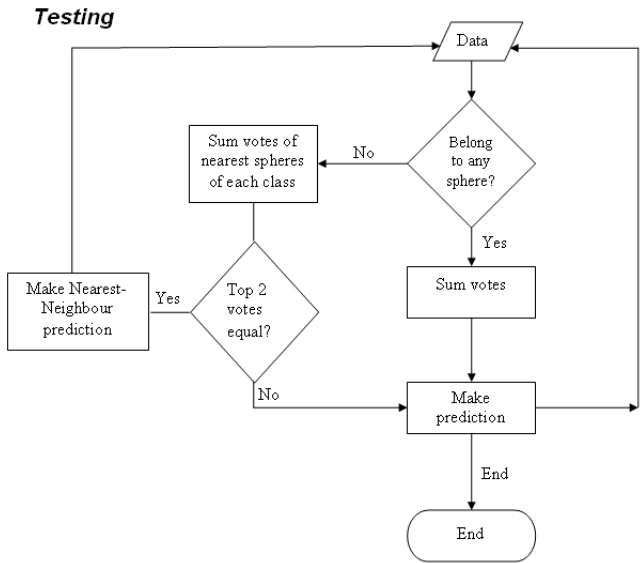 Testing
Data
Belong
to any
sphere?
No
Sum votes of
nearest spheres
of each class
Yes
Sum votes
Top 2
votes
equal?
Yes
Make Nearest-
Neighbour
prediction
No
Make
prediction
End
End